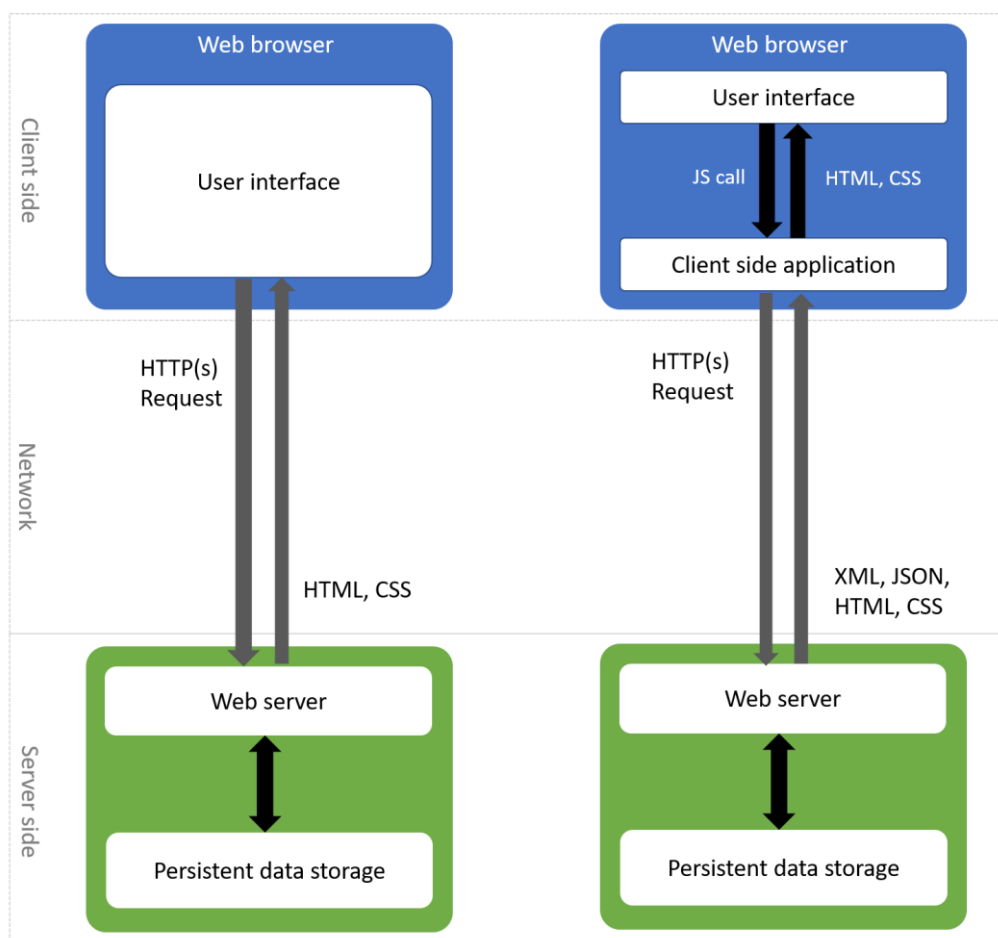 Client side
Web browser
User interface
Web browser
User interface
JS call
HTML, CSS
Client side application
Network
HTTP(s)
Request
HTML, CSS
HTTP(s)
Request
XML, JSON,
HTML, CSS
Server side
Web server
Persistent data storage
Web server
Persistent data storage